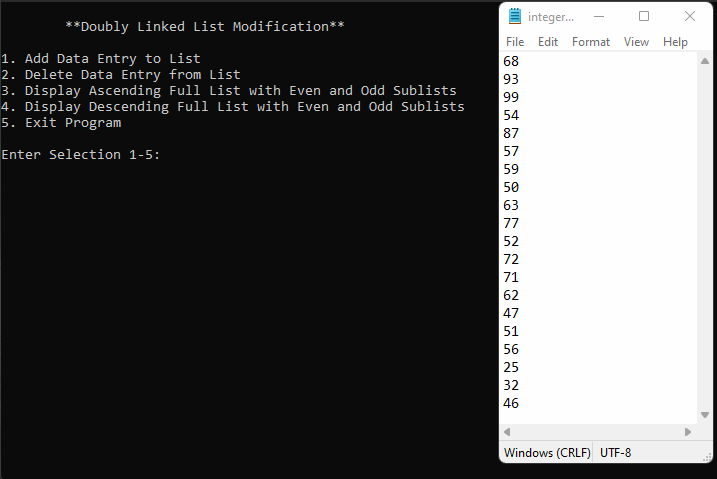 **Doubly Linked List Modification**
1. Add Data Entry to List
2. Delete Data Entry from List
3. Display Ascending Full List with Even and Odd Sublists
4. Display Descending Full List with Even and Odd Sublists
5. Exit Program
Enter Selection 1-5:
integer...
File Edit Format View Help
68
93
99
54
87
57
59
50
63
77
52
72
71
62
47
51
56
25
32
46
Windows (CRLF) UTF-8